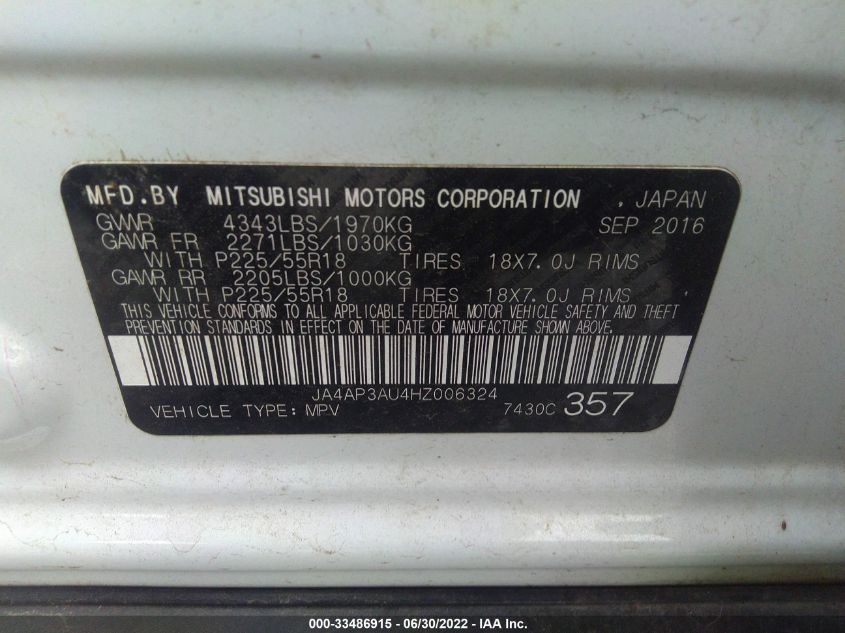 MFD.BY MITSUBISHI MOTORS CORPORATION , JAPAN
GVWR 4343LBS/1970KG SEP 2016
GAWR FR 2271LBS/1030KG
WITH P225/55R18 TIRES 18X7.0J RIMS
GAWR RR 2205LBS/1000KG
WITH P225/55R18 TIRES 18X7.0J RIMS
THIS VEHICLE CONFORMS TO ALL APPLICABLE FEDERAL MOTOR VEHICLE SAFETY AND THEFT
PREVENTION STANDARDS IN EFFECT ON THE DATE OF MANUFACTURE SHOWN ABOVE.
JA4AP3AU4HZ006324
VEHICLE TYPE: MPV 7430C 357
000-33486915 - 06/30/2022 - IAA Inc.